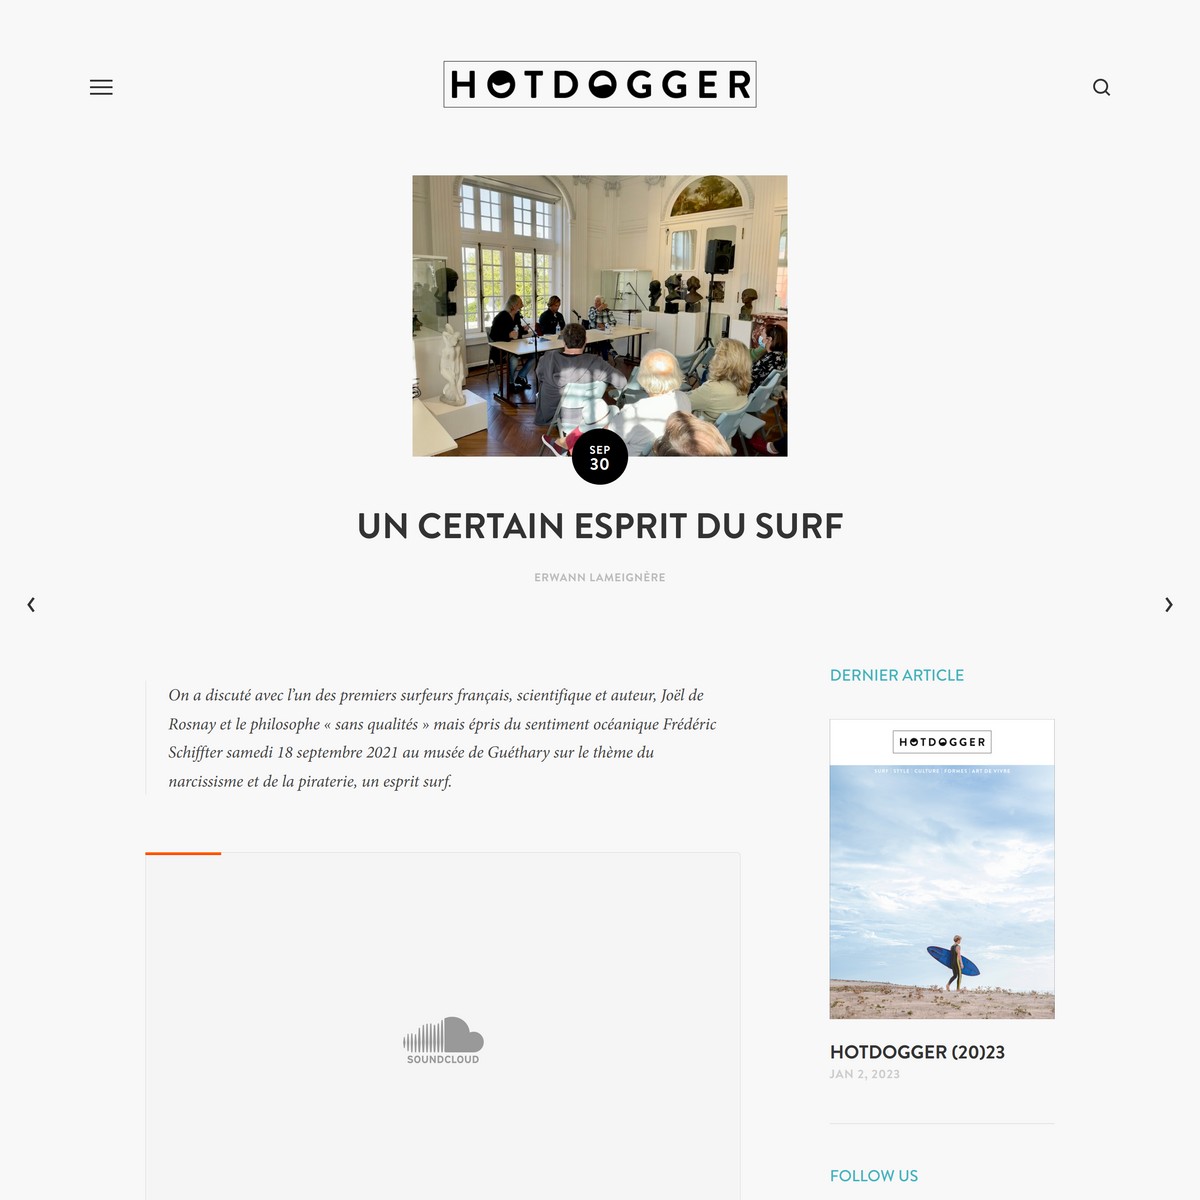 HOTDOGGER
SEP
30
UN CERTAIN ESPRIT DU SURF
ERWANN LAMEIGNÈRE
On a discuté avec l’un des premiers surfeurs français, scientifique et auteur, Joël de
Rosnay et le philosophe « sans qualités » mais épris du sentiment océanique Frédéric
Schiffter samedi 18 septembre 2021 au musée de Guéthary sur le thème du
narcissisme et de la piraterie, un esprit surf.
SOUNDCLOUD
DERNIER ARTICLE
HOTDOGGER
SURF | STYLE | CULTURE | FORMES | ART DE VIVRE
HOTDOGGER (20)23
JAN 2, 2023
FOLLOW US